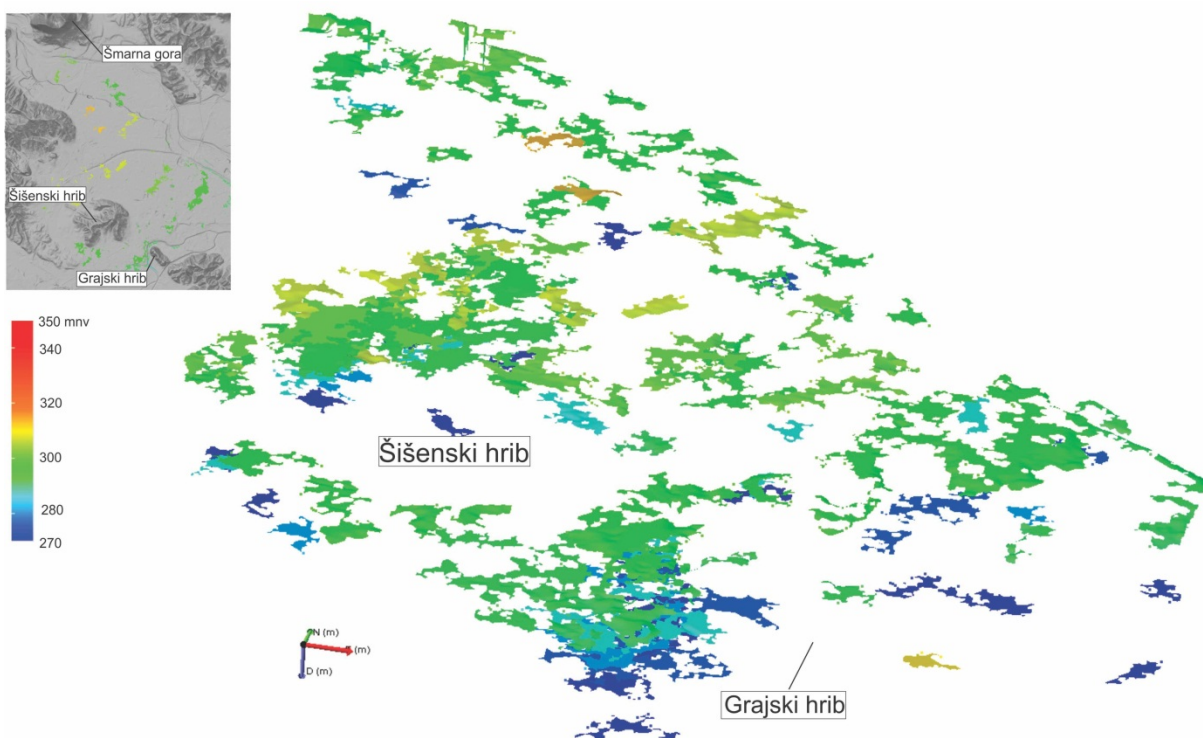 Šmarna gora
Šišenski hrib
Grajski hrib
350 mnv
340
320
300
280
270
Šišenski hrib
N (m)
(m)
D (m)
Grajski hrib